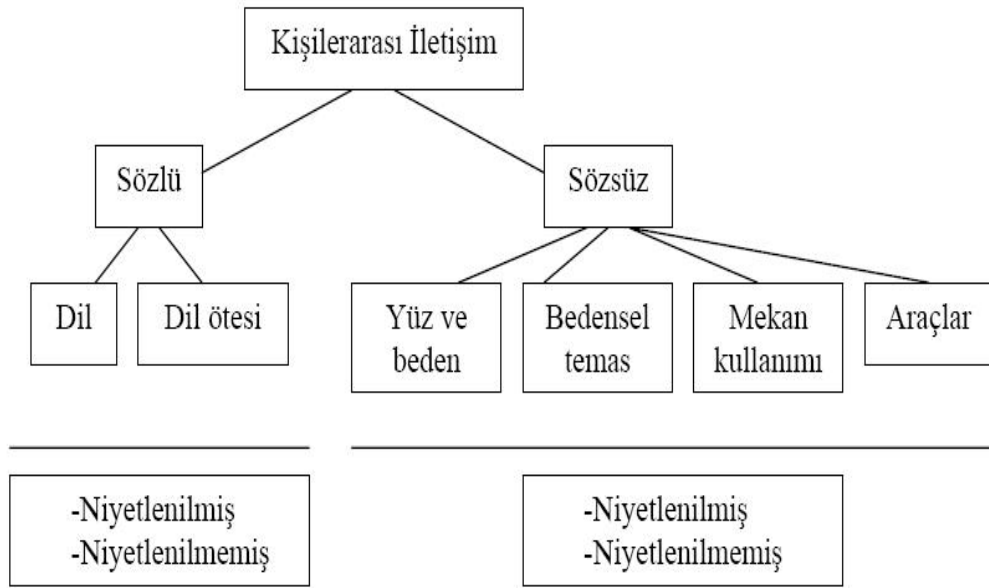 Kişilerarası İletişim
Sözlü
Sözsüz
Dil
Dil ötesi
Yüz ve
beden
Bedensel
temas
Mekan
kullanımı
Araçlar
-Niyetlenilmiş
-Niyetlenilmemiş
-Niyetlenilmiş
-Niyetlenilmemiş